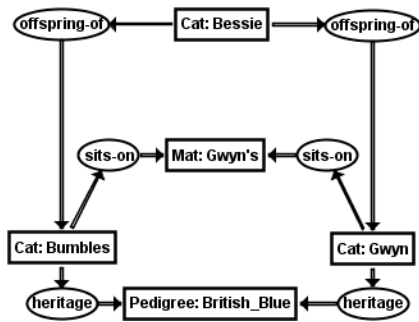 offspring-of
Cat: Bessie
offspring-of
sits-on
Mat: Gwyn's
sits-on
Cat: Bumbles
Cat: Gwyn
heritage
Pedigree: British_Blue
heritage